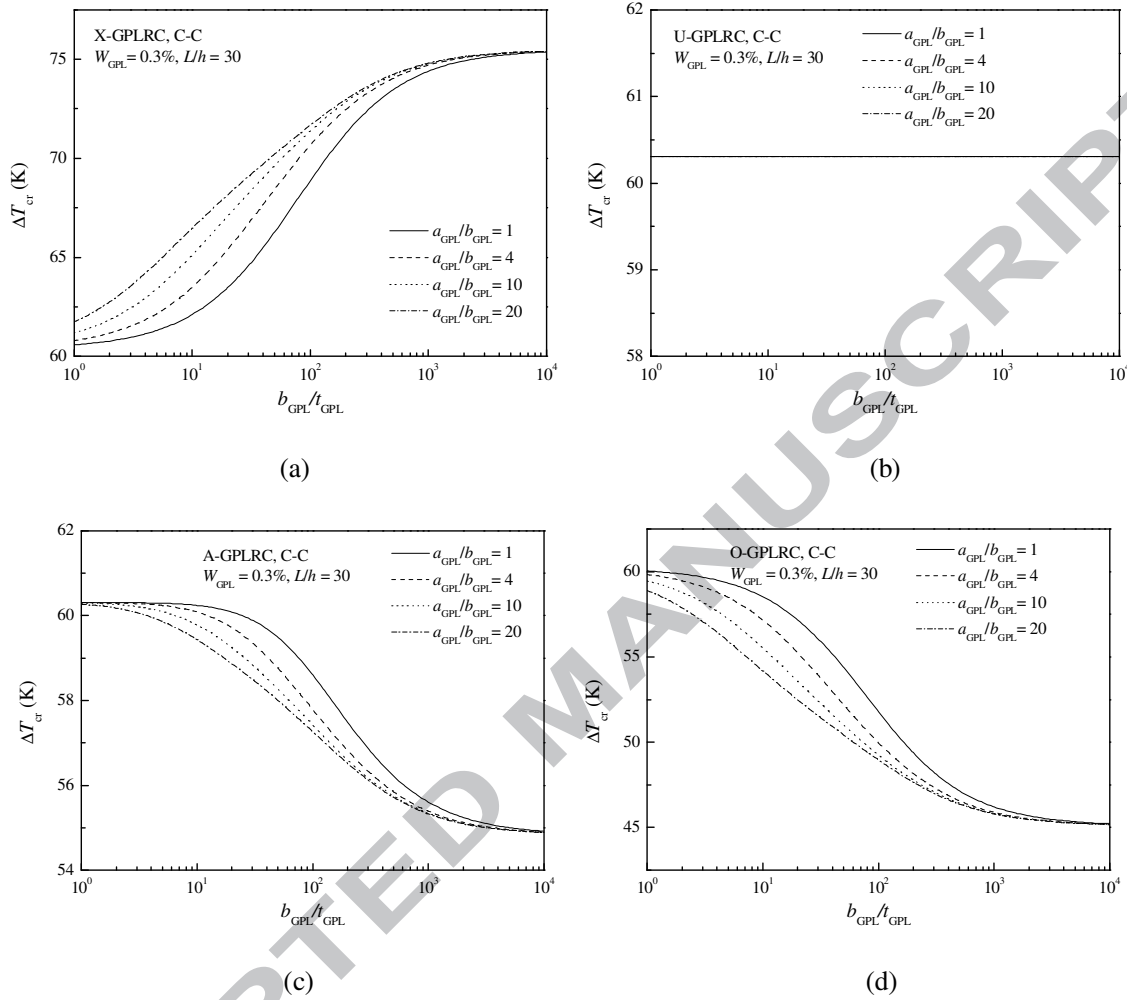 X-GPLRC, C-C
W_GPL = 0.3%, L/h = 30
75
70
65
60
ΔT_cr (K)
a_GPL/b_GPL = 1
a_GPL/b_GPL = 4
a_GPL/b_GPL = 10
a_GPL/b_GPL = 20
10^0
10^1
10^2
10^3
10^4
b_GPL/t_GPL
(a)
U-GPLRC, C-C
W_GPL = 0.3%, L/h = 30
a_GPL/b_GPL = 1
a_GPL/b_GPL = 4
a_GPL/b_GPL = 10
a_GPL/b_GPL = 20
62
61
60
59
58
ΔT_cr (K)
10^0
10^1
10^2
10^3
10^4
b_GPL/t_GPL
(b)
A-GPLRC, C-C
W_GPL = 0.3%, L/h = 30
a_GPL/b_GPL = 1
a_GPL/b_GPL = 4
a_GPL/b_GPL = 10
a_GPL/b_GPL = 20
62
60
58
56
54
ΔT_cr (K)
10^0
10^1
10^2
10^3
10^4
b_GPL/t_GPL
(c)
O-GPLRC, C-C
W_GPL = 0.3%, L/h = 30
a_GPL/b_GPL = 1
a_GPL/b_GPL = 4
a_GPL/b_GPL = 10
a_GPL/b_GPL = 20
60
55
50
45
ΔT_cr (K)
10^0
10^1
10^2
10^3
10^4
b_GPL/t_GPL
(d)
PTED MANUSCRIPT